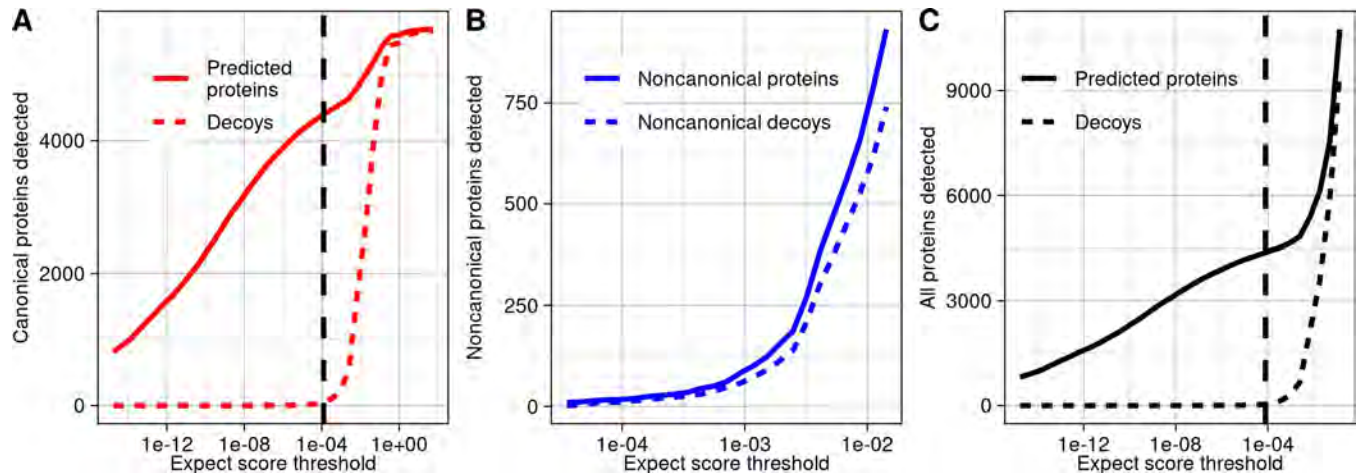 A
Canonical proteins detected
4000
2000
0
Predicted
proteins
Decoys
1e-12
1e-08
1e-04
1e+00
Expect score threshold
B
Noncanonical proteins detected
750
500
250
0
Noncanonical proteins
Noncanonical decoys
1e-04
1e-03
1e-02
Expect score threshold
C
All proteins detected
9000
6000
3000
0
Predicted proteins
Decoys
1e-12
1e-08
1e-04
Expect score threshold